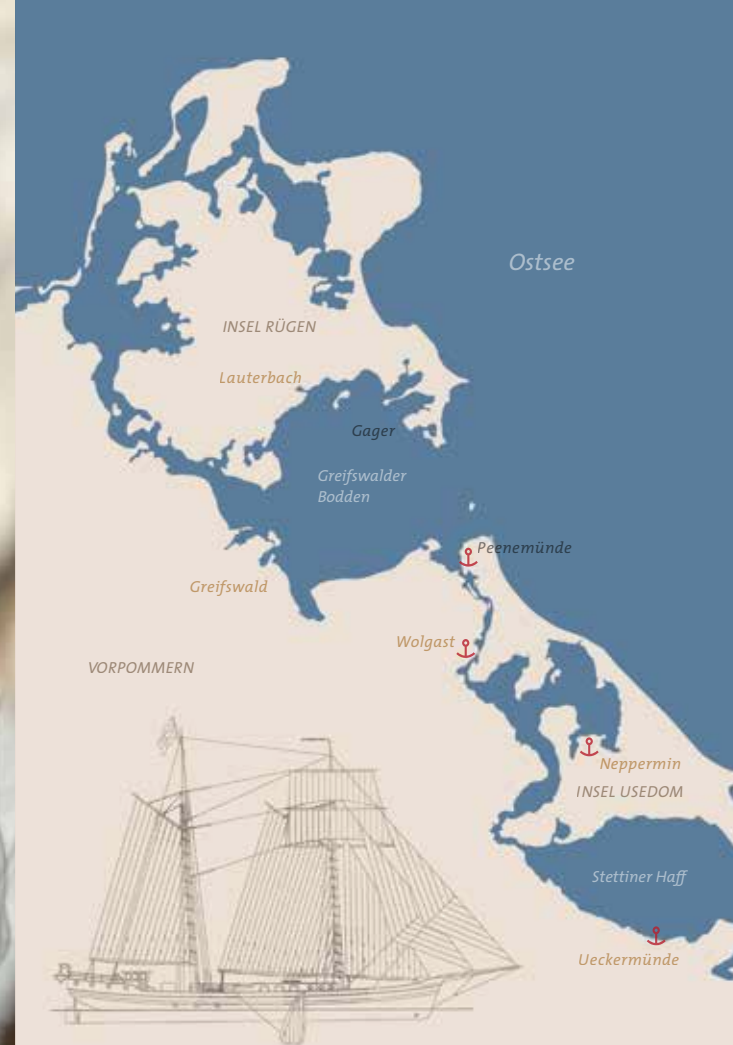 Ostsee
INSEL RÜGEN
Lauterbach
Gager
Greifswalder
Bodden
Peenemünde
Greifswald
Wolgast
VORPOMMERN
Neppermin
INSEL USEDOM
Stettiner Haff
Ueckermünde